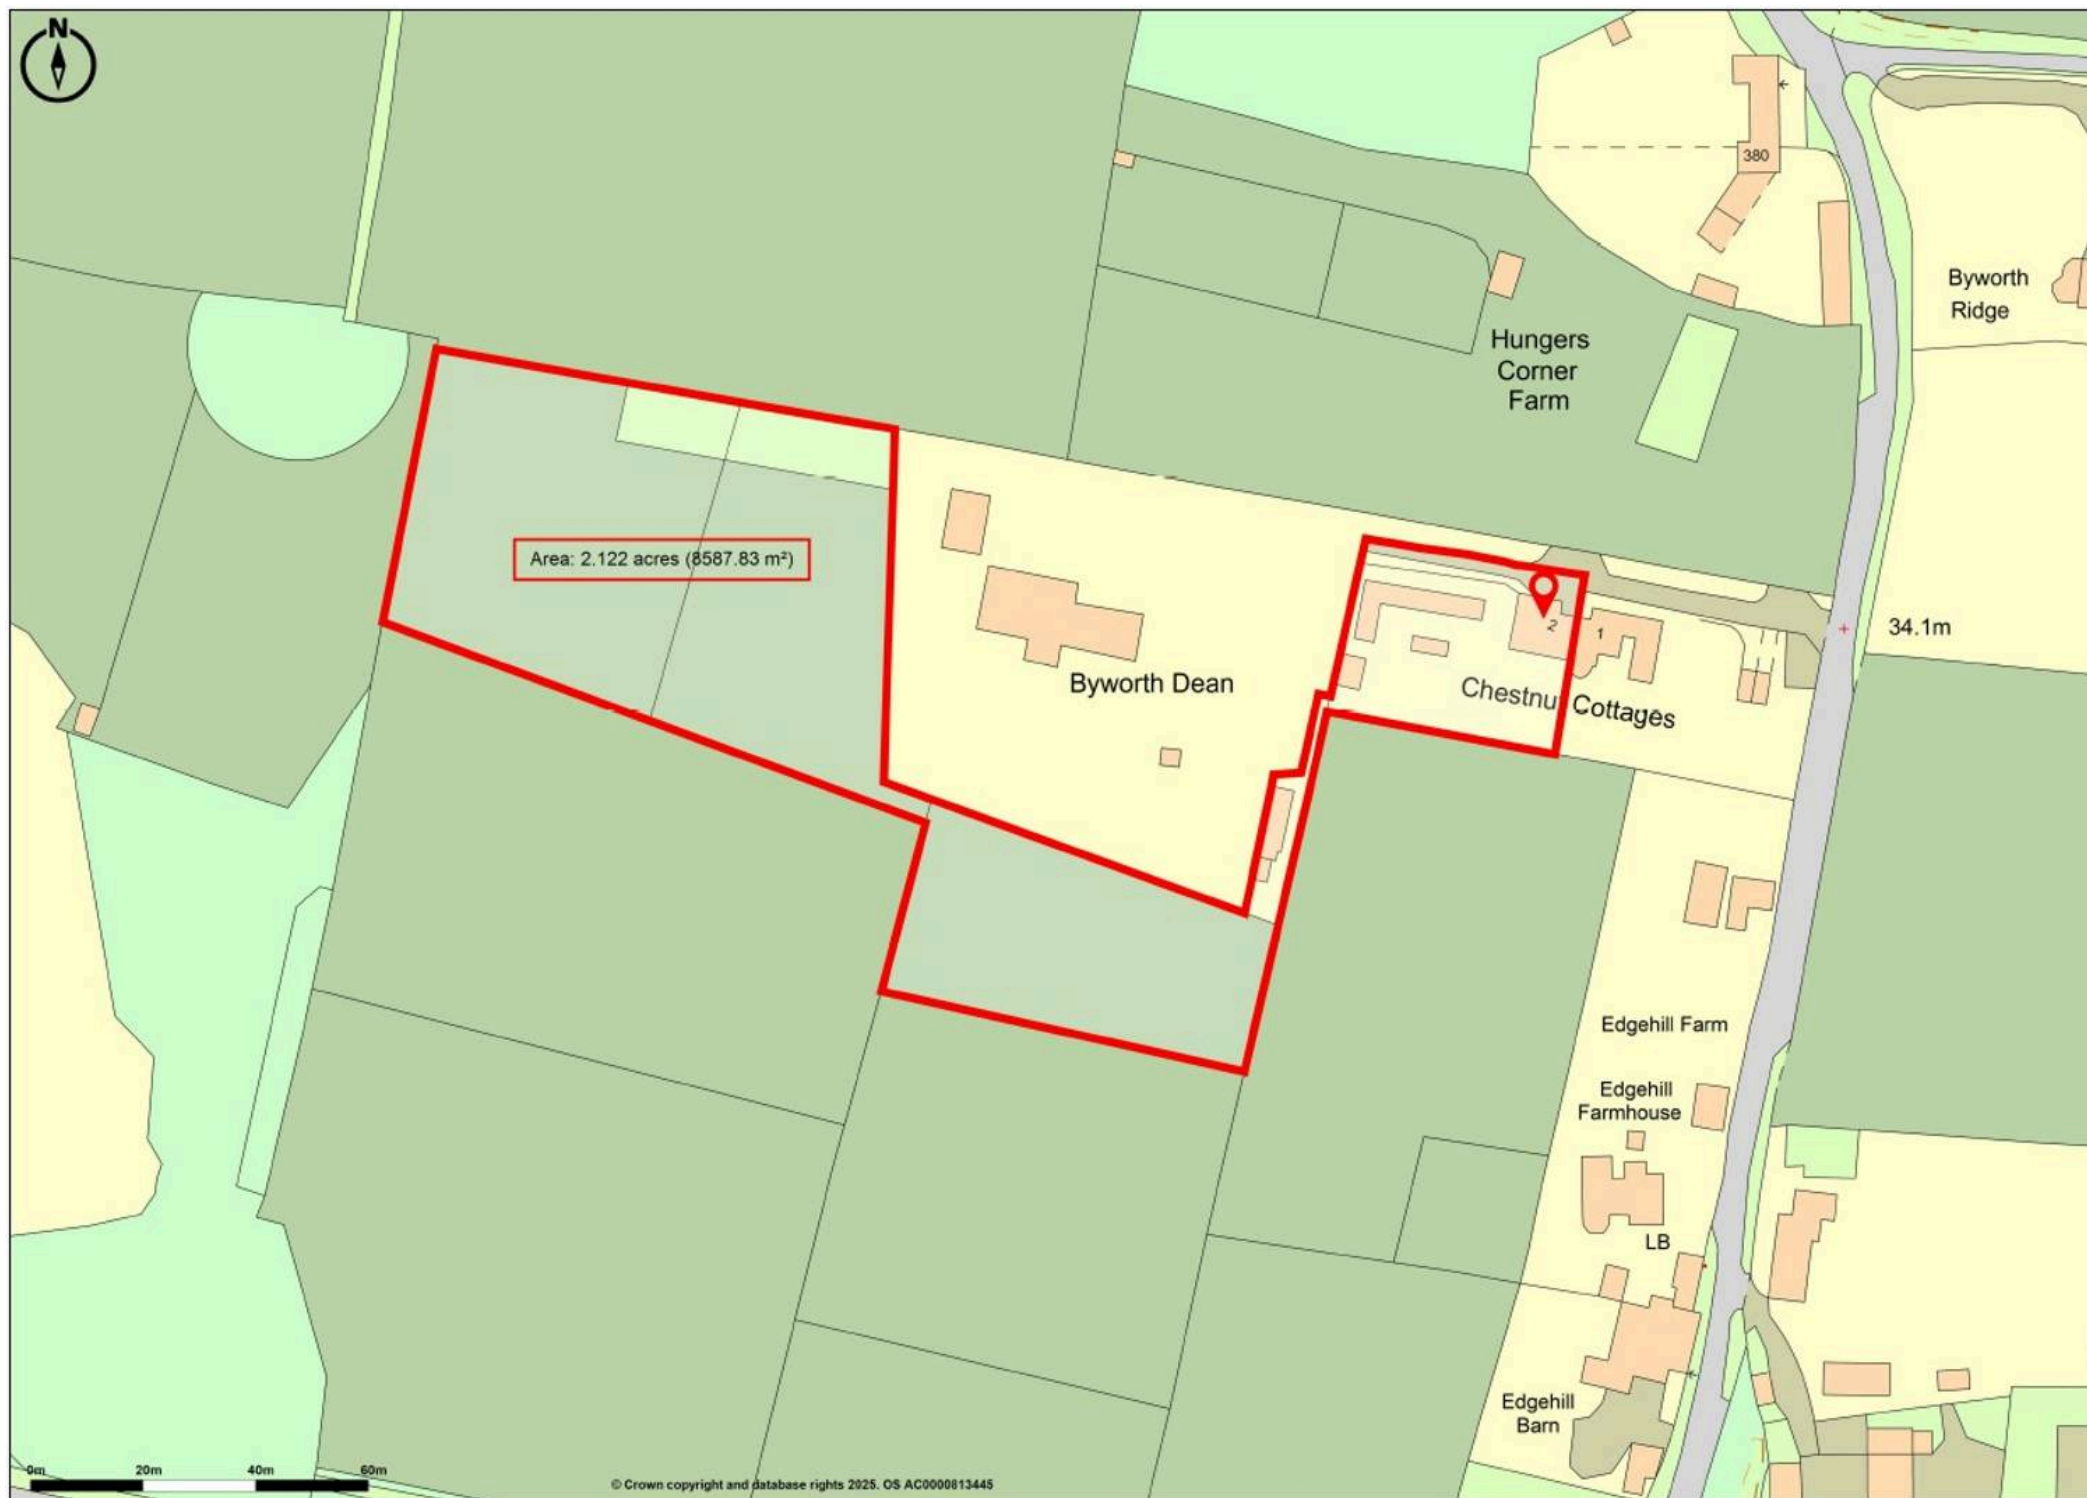 N
380
Byworth
Ridge
Hungers
Corner
Farm
Area: 2.122 acres (8587.83 m²)
2
1
34.1m
Byworth Dean
Chestnut Cottages
Edgehill Farm
Edgehill
Farmhouse
LB
Edgehill
Barn
0m 20m 40m 60m
© Crown copyright and database rights 2025. OS AC0000813445